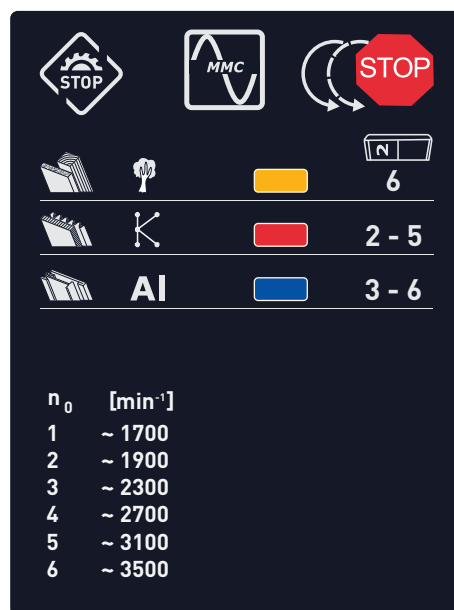 STOP MMC STOP
N
6
2 - 5
Al 3 - 6
n₀ [min⁻¹]
1 ~ 1700
2 ~ 1900
3 ~ 2300
4 ~ 2700
5 ~ 3100
6 ~ 3500